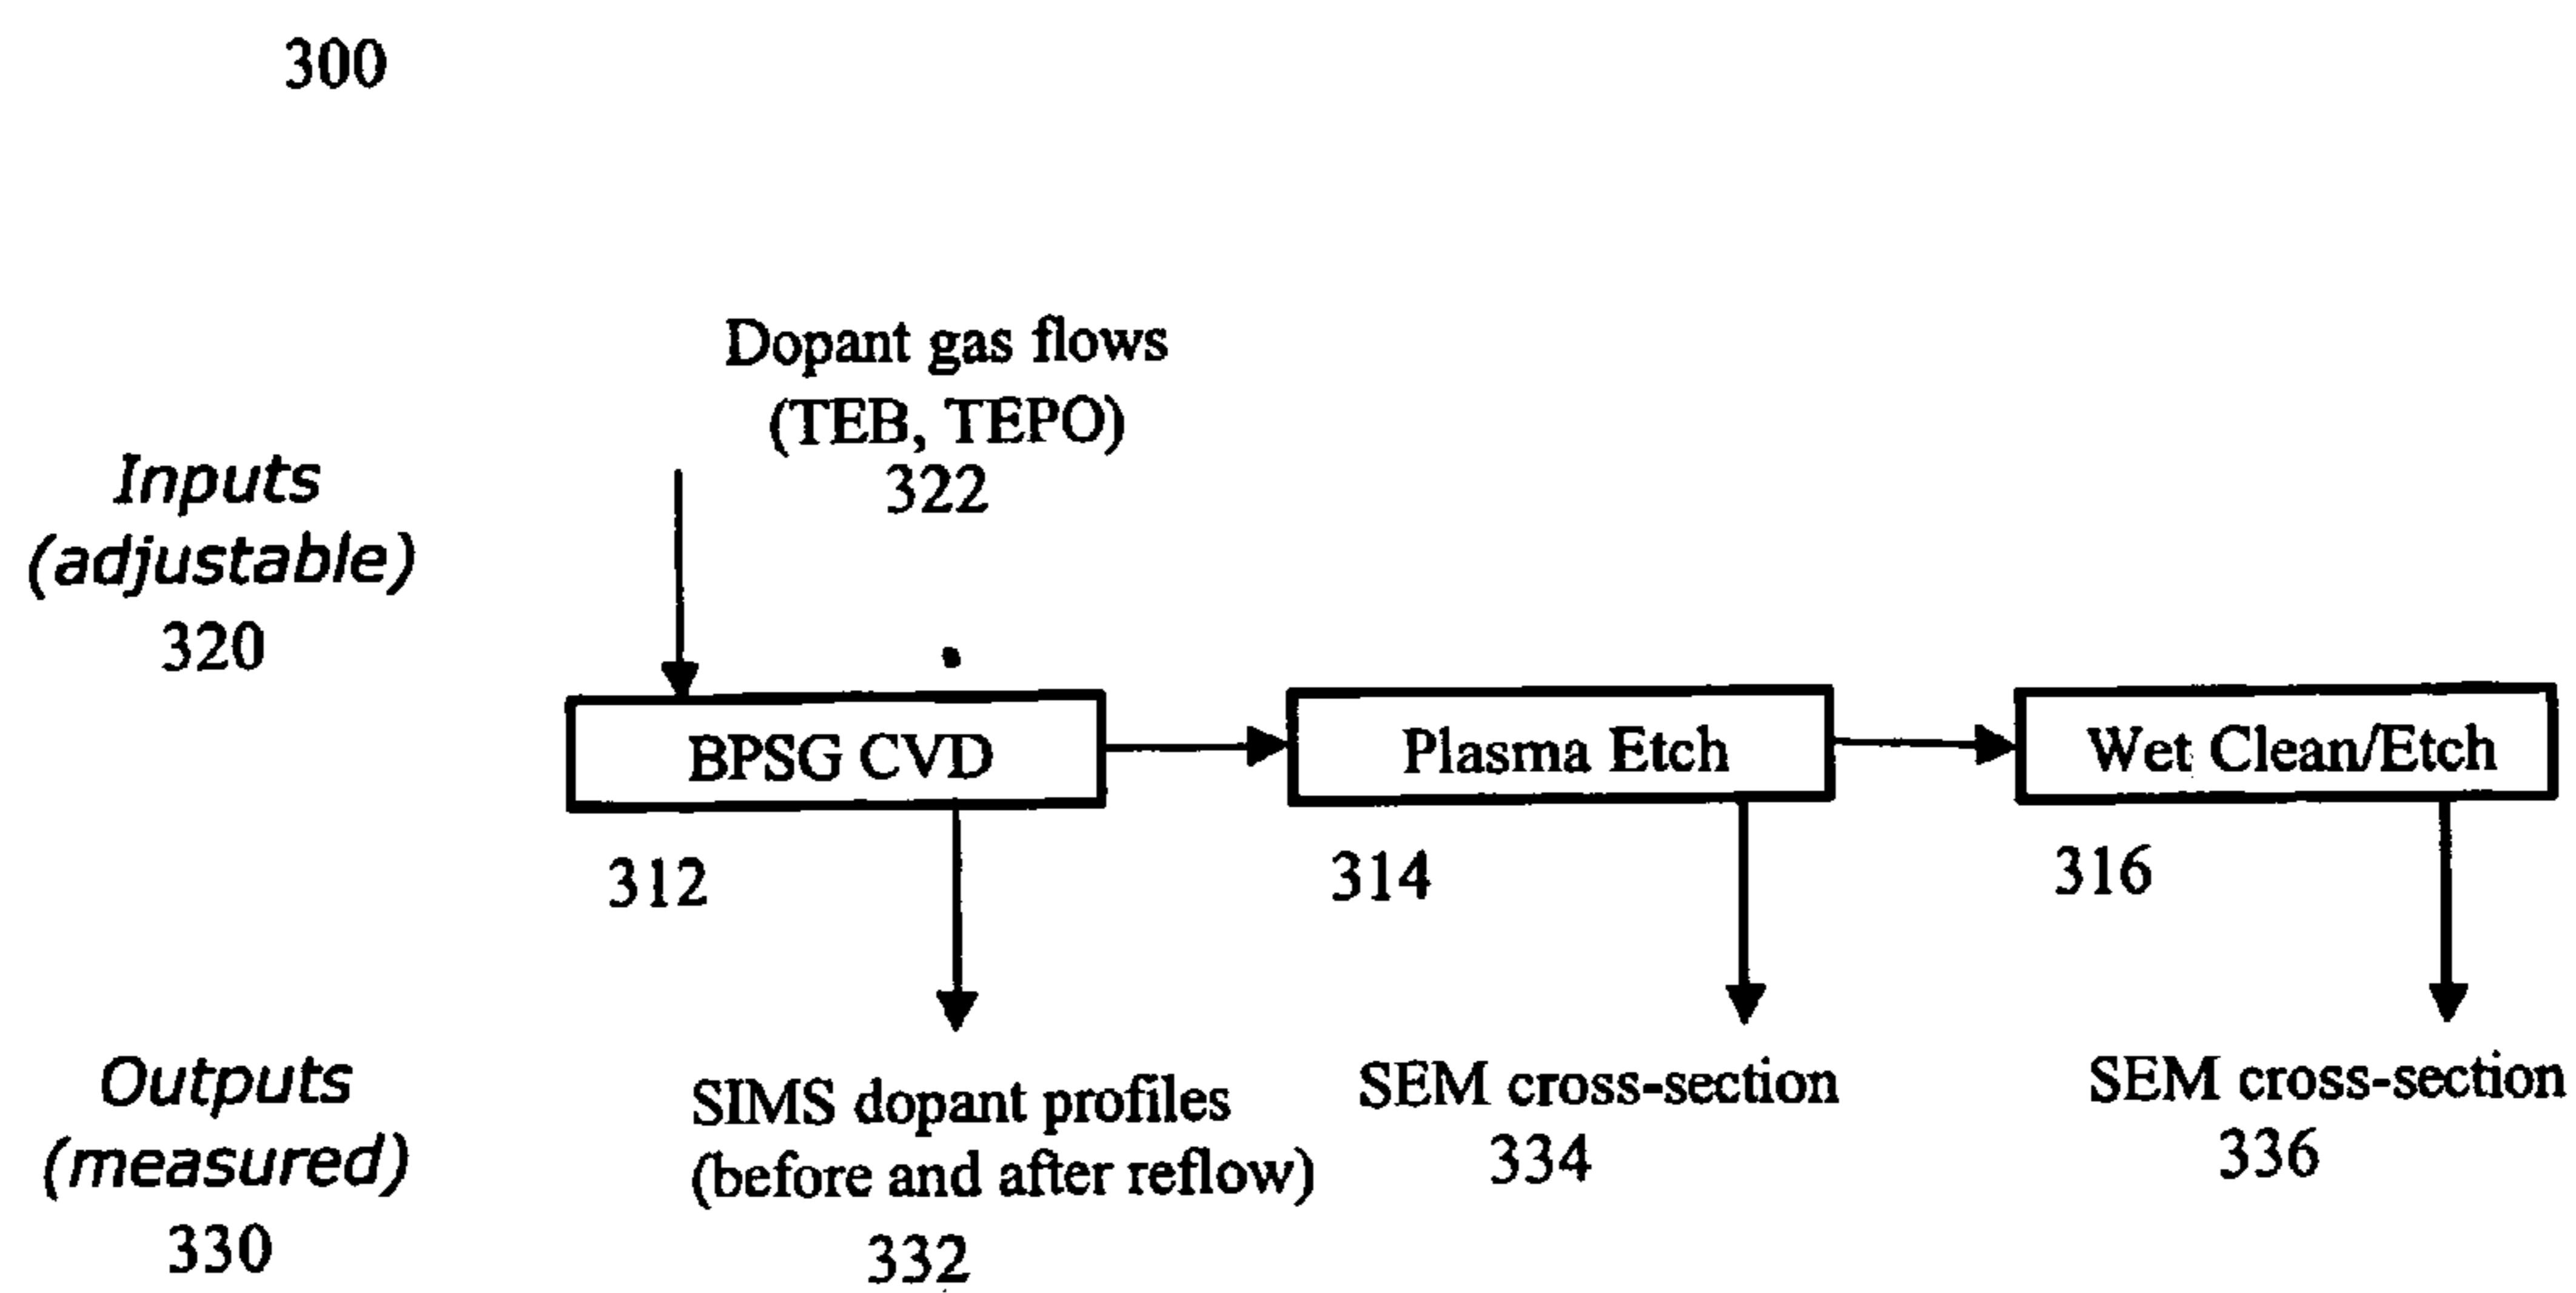 300
Dopant gas flows
(TEB, TEPO)
322
Inputs
(adjustable)
320
BPSG CVD
Plasma Etch
Wet Clean/Etch
312
314
316
Outputs
(measured)
330
SIMS dopant profiles
(before and after reflow)
332
SEM cross-section
334
SEM cross-section
336